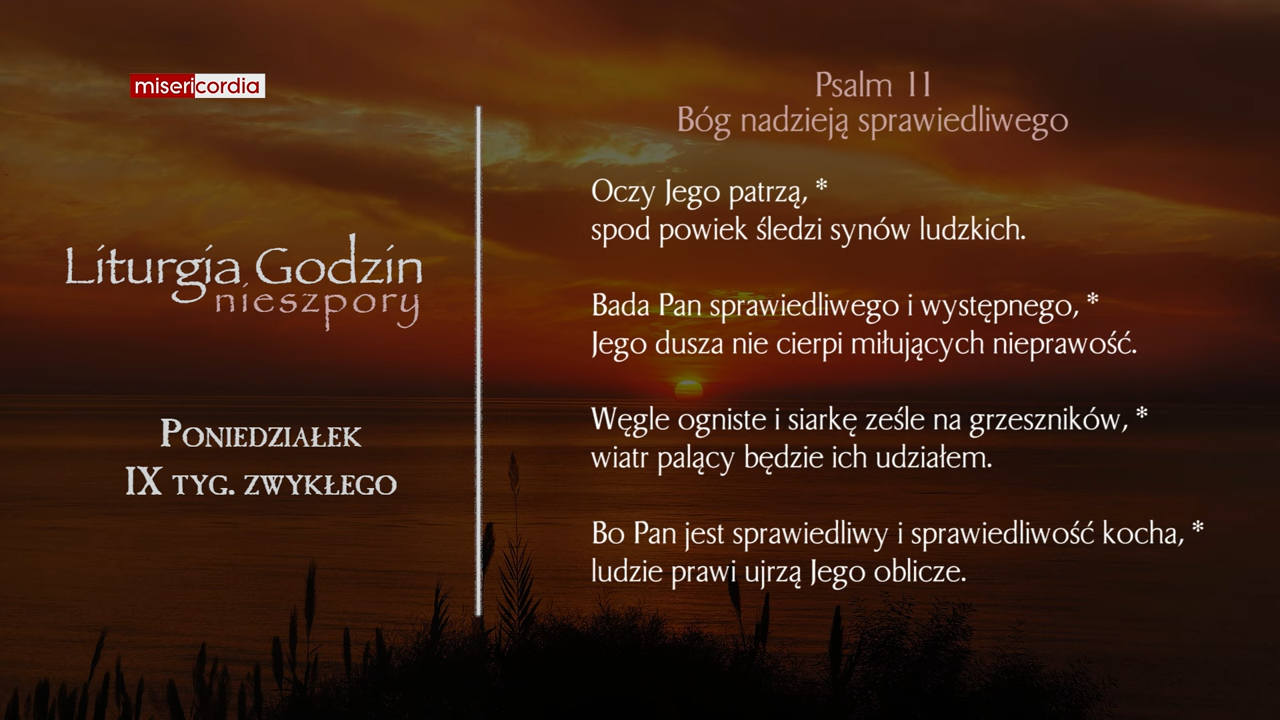 misericordia
Liturgia Godzin
nieszpory
Poniedziałek
IX tyg. zwykłego
Psalm 11
Bóg nadzieją sprawiedliwego
Oczy Jego patrzą, *
spod powiek śledzi synów ludzkich.
Bada Pan sprawiedliwego i występnego, *
Jego dusza nie cierpi miłujących nieprawość.
Węgle ogniste i siarkę ześle na grzeszników, *
wiatr palący będzie ich udziałem.
Bo Pan jest sprawiedliwy i sprawiedliwość kocha, *
ludzie prawi ujrzą Jego oblicze.